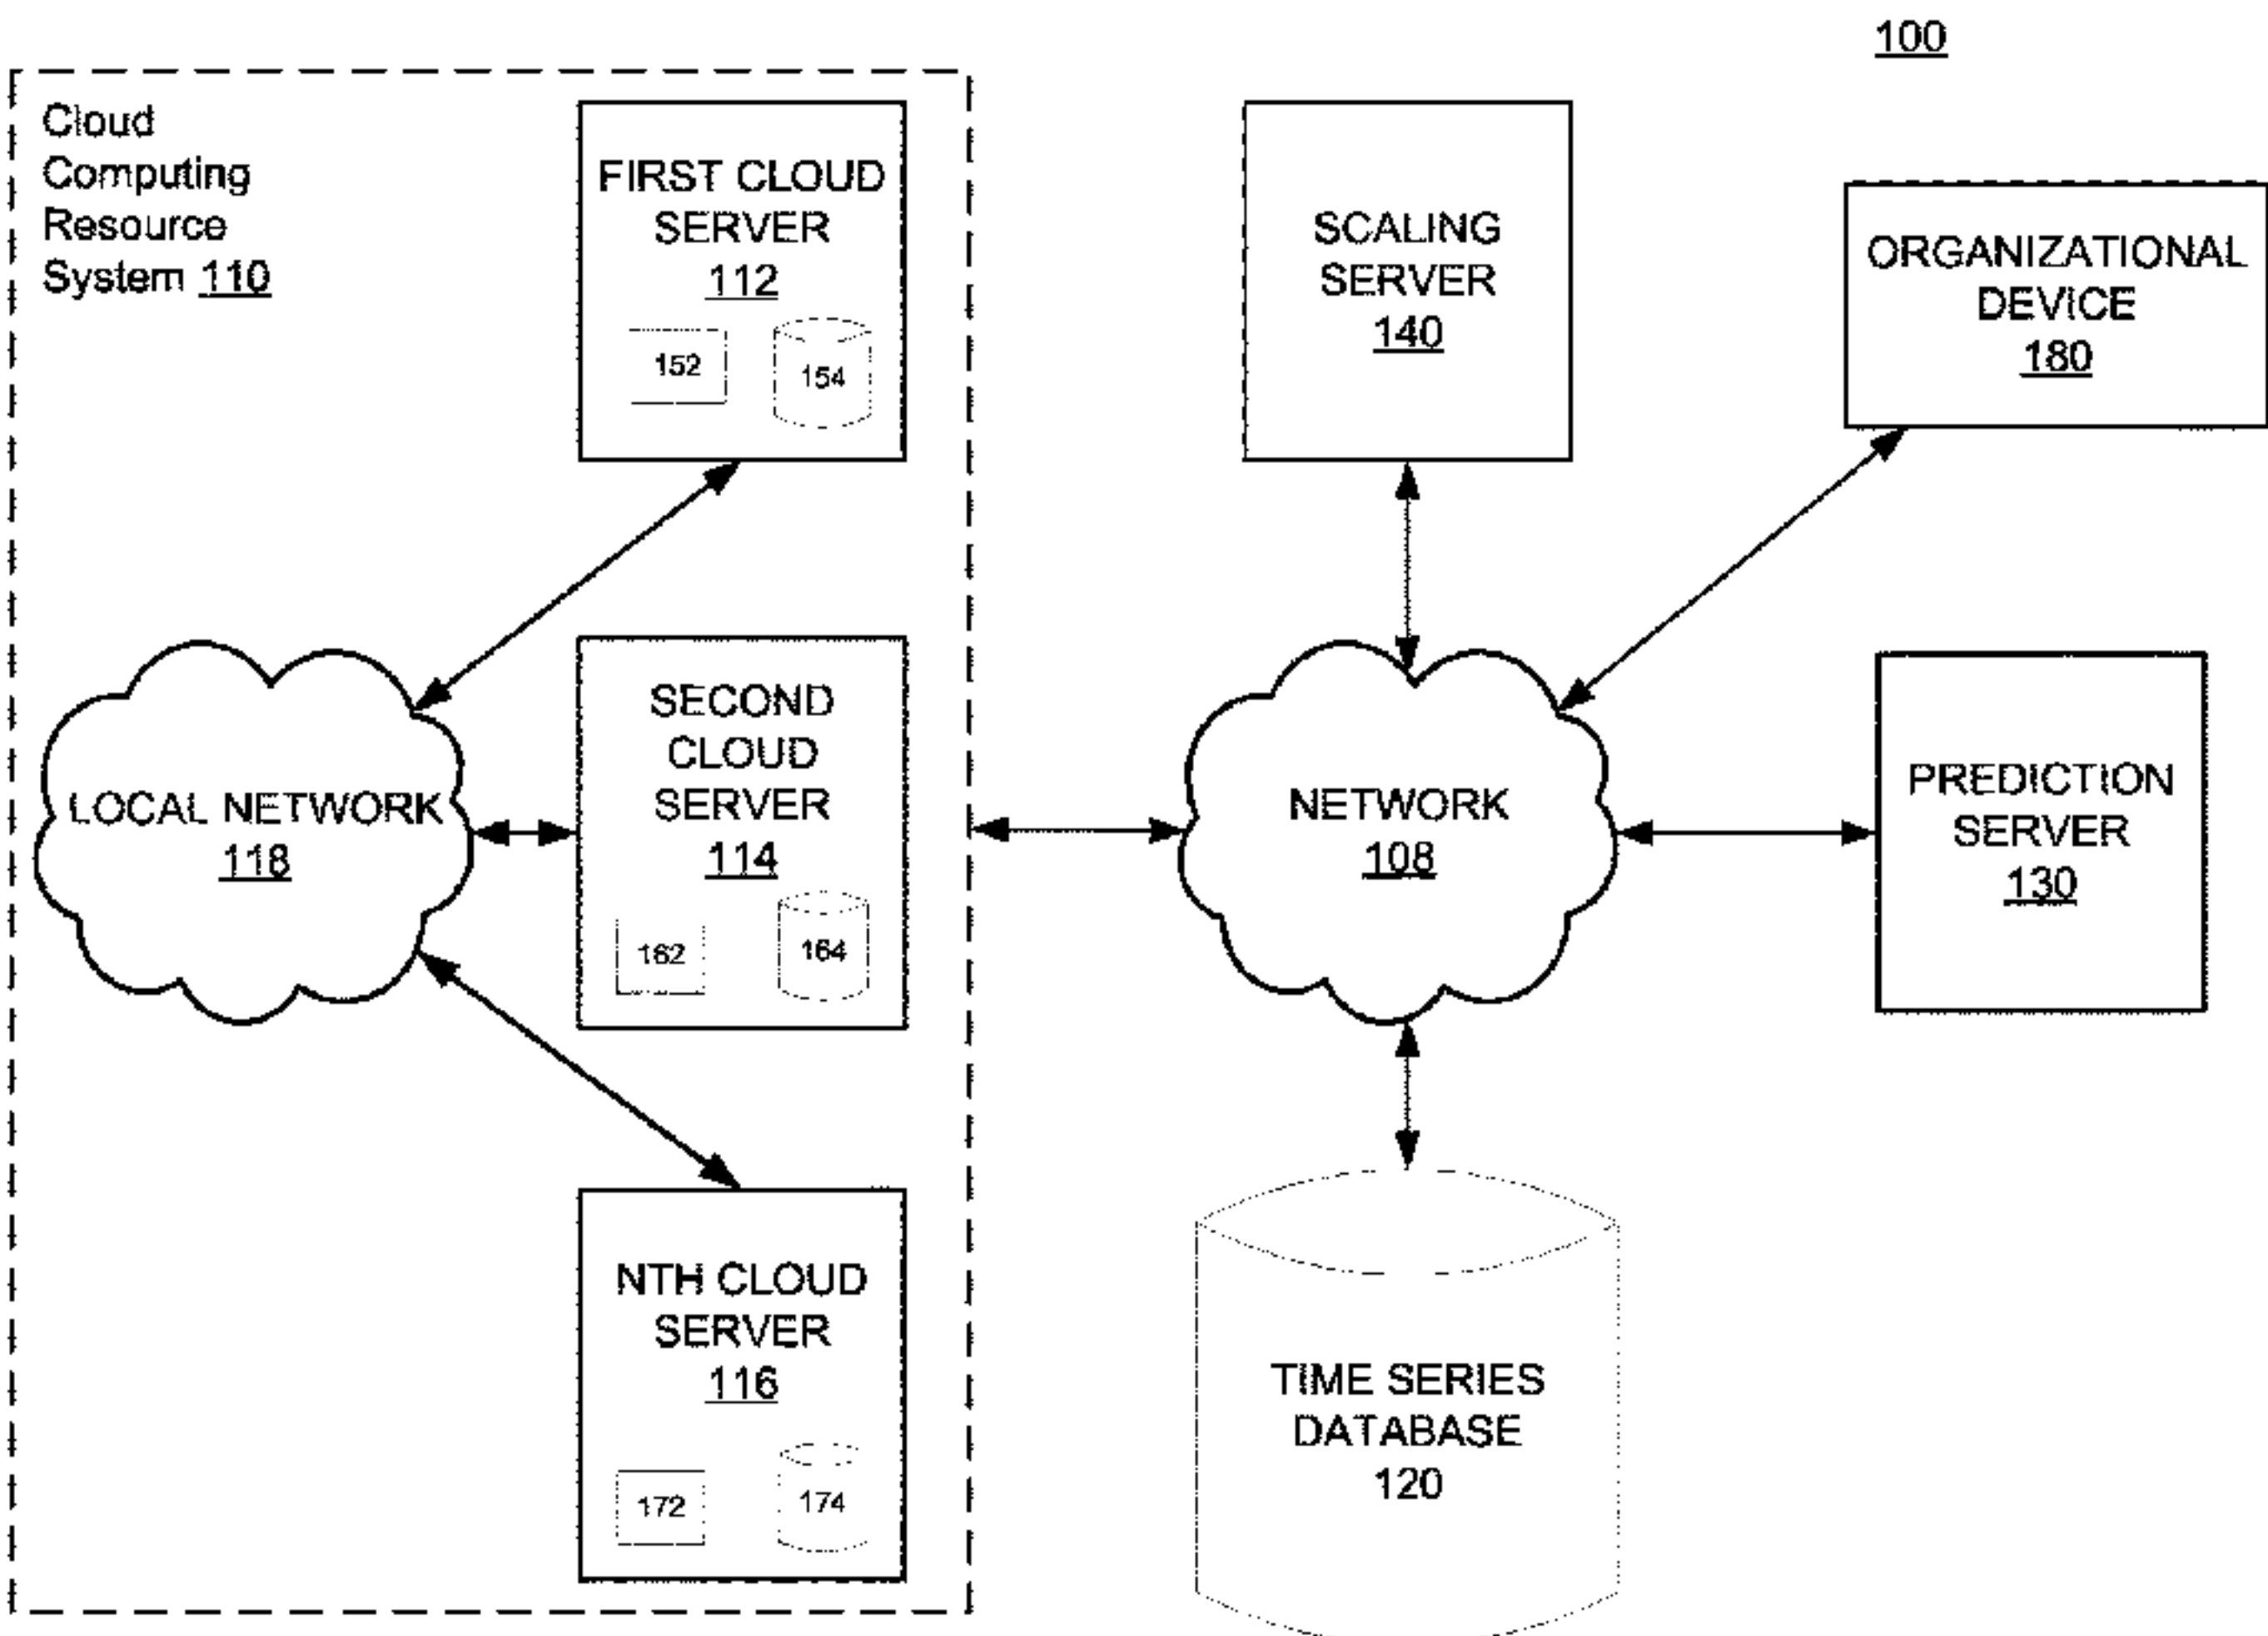 100
Cloud
Computing
Resource
System 110
FIRST CLOUD
SERVER
112
152
154
SCALING
SERVER
140
ORGANIZATIONAL
DEVICE
180
LOCAL NETWORK
118
SECOND
CLOUD
SERVER
114
162
164
NETWORK
108
PREDICTION
SERVER
130
NTH CLOUD
SERVER
116
172
174
TIME SERIES
DATABASE
120